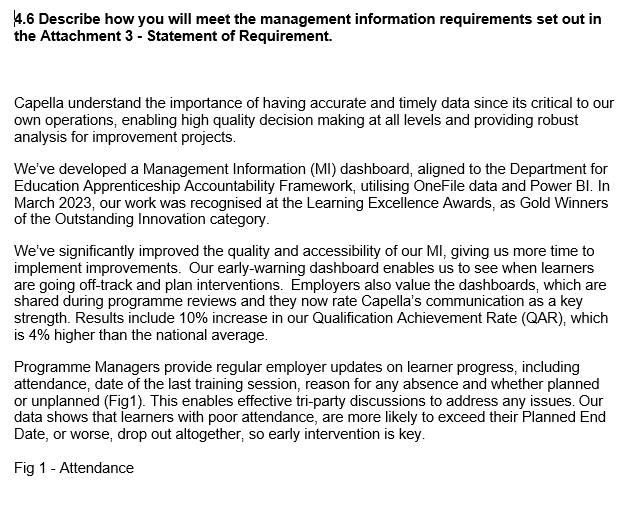 4.6 Describe how you will meet the management information requirements set out in
the Attachment 3 - Statement of Requirement.
Capella understand the importance of having accurate and timely data since its critical to our
own operations, enabling high quality decision making at all levels and providing robust
analysis for improvement projects.
We've developed a Management Information (MI) dashboard, aligned to the Department for
Education Apprenticeship Accountability Framework, utilising OneFile data and Power BI. In
March 2023, our work was recognised at the Learning Excellence Awards, as Gold Winners
of the Outstanding Innovation category.
We've significantly improved the quality and accessibility of our MI, giving us more time to
implement improvements.  Our early-warning dashboard enables us to see when learners
are going off-track and plan interventions.  Employers also value the dashboards, which are
shared during programme reviews and they now rate Capella's communication as a key
strength. Results include 10% increase in our Qualification Achievement Rate (QAR), which
is 4% higher than the national average.
Programme Managers provide regular employer updates on learner progress, including
attendance, date of the last training session, reason for any absence and whether planned
or unplanned (Fig1). This enables effective tri-party discussions to address any issues. Our
data shows that learners with poor attendance, are more likely to exceed their Planned End
Date, or worse, drop out altogether, so early intervention is key.
Fig 1 - Attendance